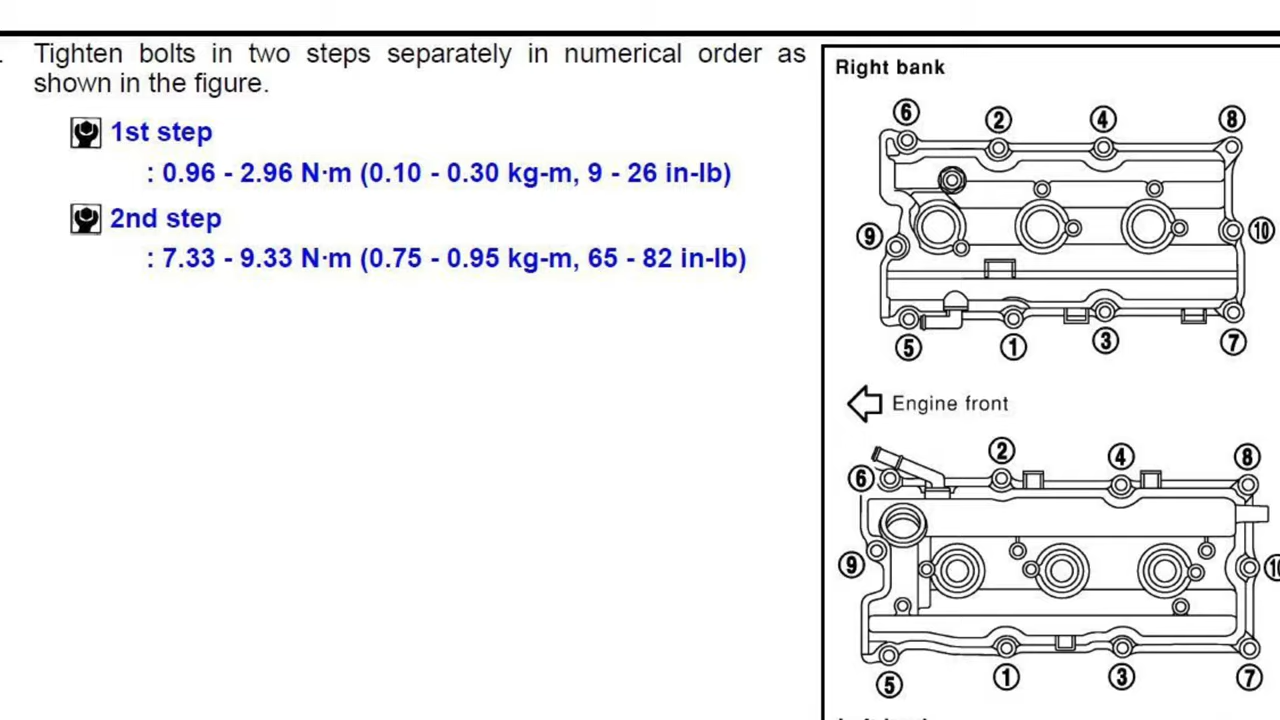 . Tighten bolts in two steps separately in numerical order as
shown in the figure.
1st step
: 0.96 - 2.96 N·m (0.10 - 0.30 kg-m, 9 - 26 in-lb)
2nd step
: 7.33 - 9.33 N·m (0.75 - 0.95 kg-m, 65 - 82 in-lb)
Right bank
6 2 4 8
9 10
5 1 3 7
Engine front
6 2 4 8
9 10
5 1 3 7